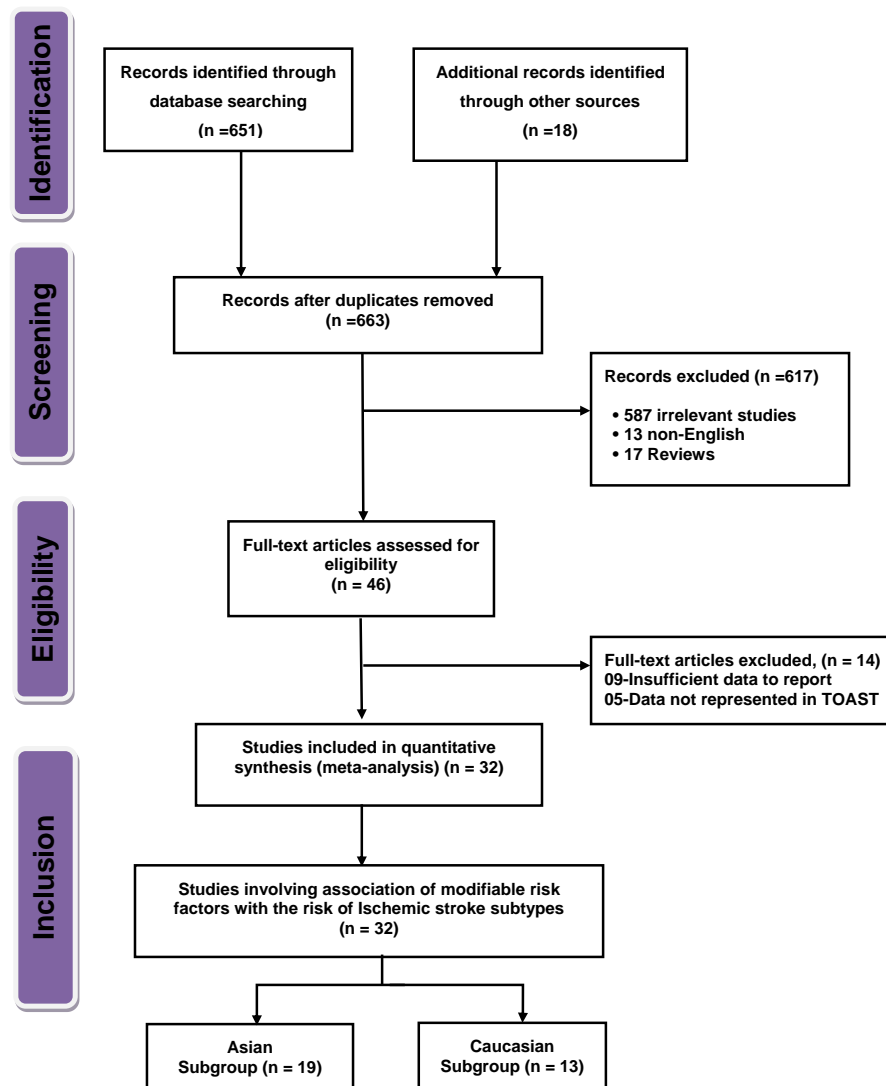 Identification
Records identified through
database searching
(n =651)
Additional records identified
through other sources
(n =18)
Screening
Records after duplicates removed
(n =663)
Records excluded (n =617)
• 587 irrelevant studies
• 13 non-English
• 17 Reviews
Eligibility
Full-text articles assessed for
eligibility
(n = 46)
Full-text articles excluded, (n = 14)
09-Insufficient data to report
05-Data not represented in TOAST
Inclusion
Studies included in quantitative
synthesis (meta-analysis) (n = 32)
Studies involving association of modifiable risk
factors with the risk of Ischemic stroke subtypes
(n = 32)
Asian
Subgroup (n = 19)
Caucasian
Subgroup (n = 13)